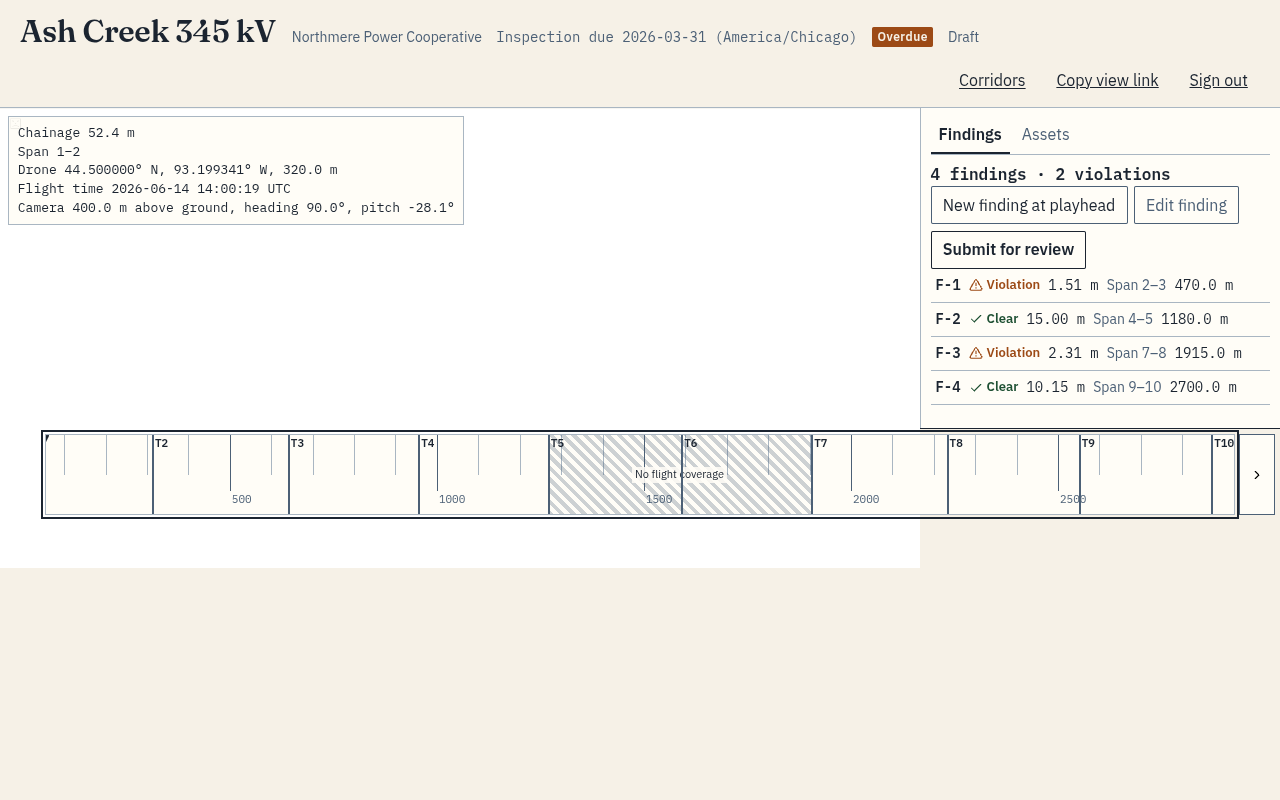 Ash Creek 345 kV Northmere Power Cooperative Inspection due 2026-03-31 (America/Chicago) Overdue Draft
Corridors Copy view link Sign out
Chainage 52.4 m
Span 1–2
Drone 44.500000° N, 93.199341° W, 320.0 m
Flight time 2026-06-14 14:00:19 UTC
Camera 400.0 m above ground, heading 90.0°, pitch -28.1°
Findings Assets
4 findings · 2 violations
New finding at playhead Edit finding
Submit for review
F-1 Violation 1.51 m Span 2–3 470.0 m
F-2 Clear 15.00 m Span 4–5 1180.0 m
F-3 Violation 2.31 m Span 7–8 1915.0 m
F-4 Clear 10.15 m Span 9–10 2700.0 m
T2 T3 T4 T5 T6 T7 T8 T9 T10
No flight coverage
500 1000 1500 2000 2500